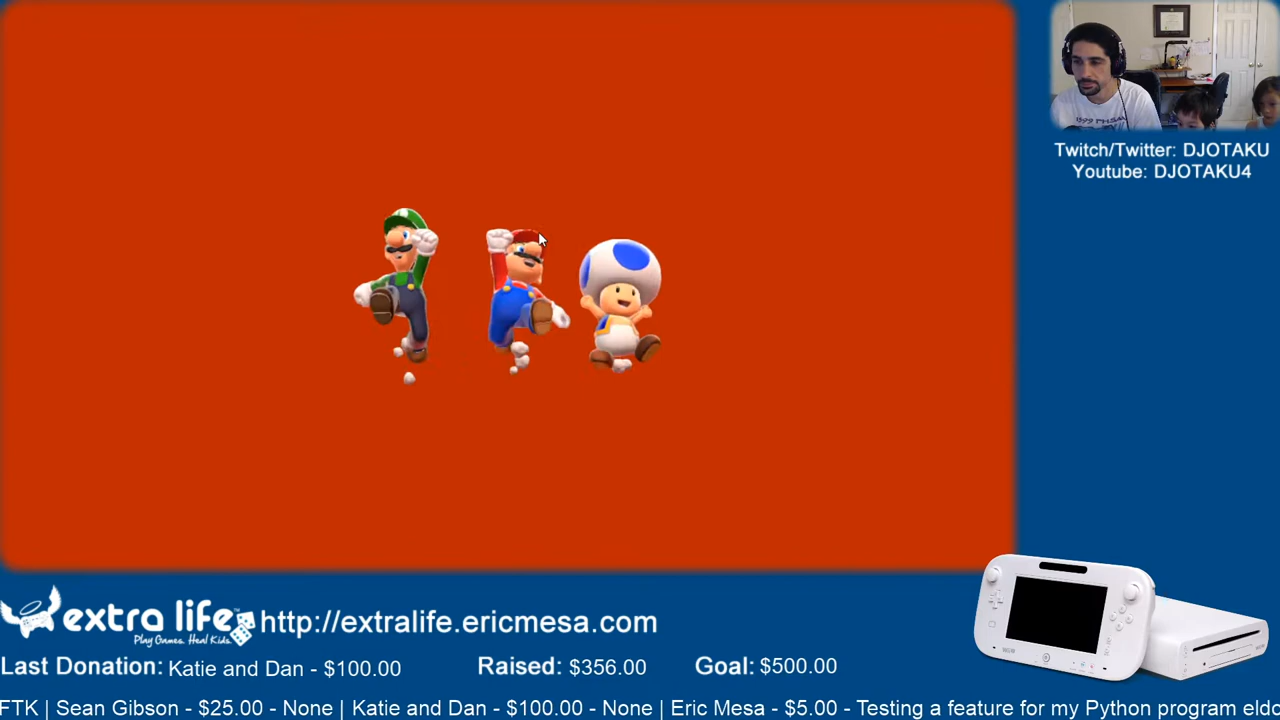 Twitch/Twitter: DJOTAKU
Youtube: DJOTAKU4
extra life
Play Games. Heal Kids.
http://extralife.ericmesa.com
Last Donation: Katie and Dan - $100.00 Raised: $356.00 Goal: $500.00
FTK | Sean Gibson - $25.00 - None | Katie and Dan - $100.00 - None | Eric Mesa - $5.00 - Testing a feature for my Python program eldo